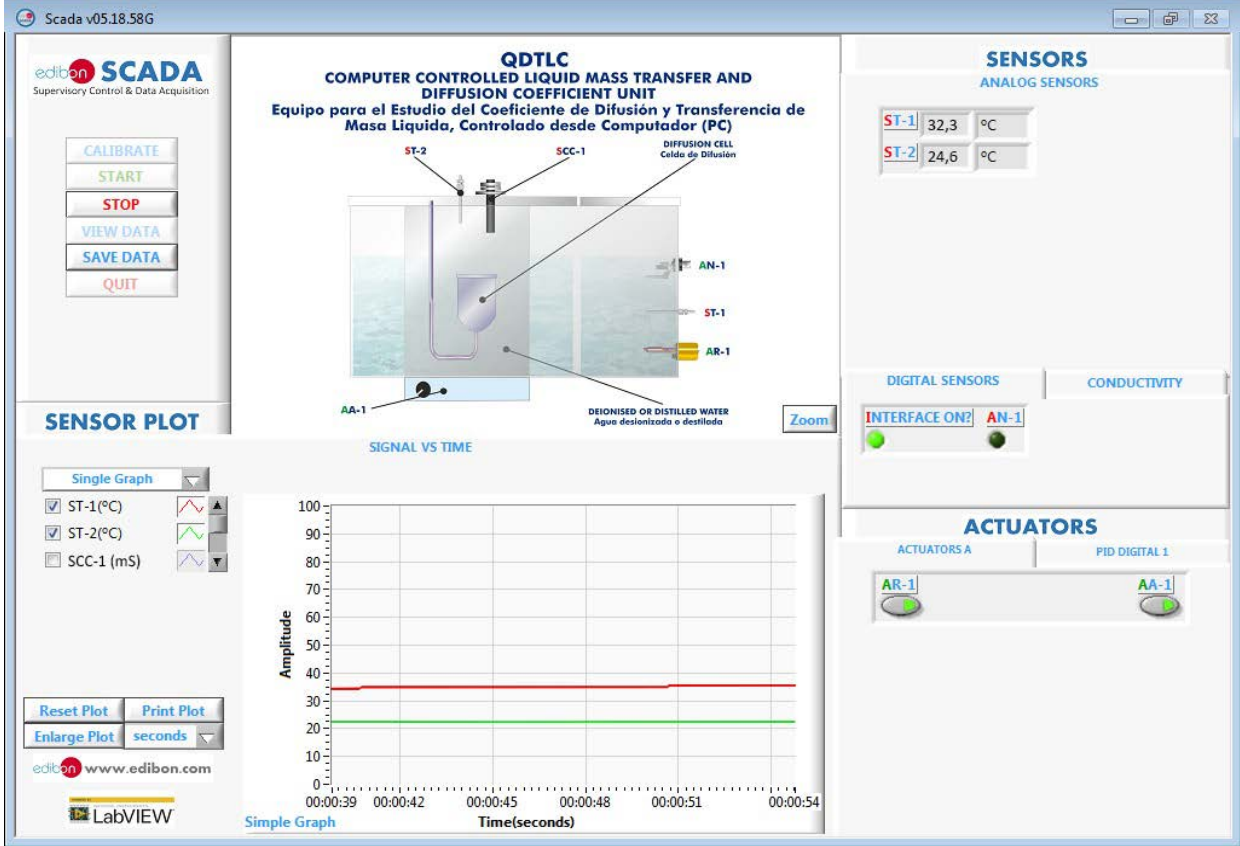 Scada v05.18.58G
edibon SCADA
Supervisory Control & Data Acquisition
CALIBRATE
START
STOP
VIEW DATA
SAVE DATA
QUIT
QDTLC
COMPUTER CONTROLLED LIQUID MASS TRANSFER AND
DIFFUSION COEFFICIENT UNIT
Equipo para el Estudio del Coeficiente de Difusión y Transferencia de
Masa Liquida, Controlado desde Computador (PC)
ST-2
SCC-1
DIFFUSION CELL
Celda de Difusión
AN-1
ST-1
AR-1
AA-1
DEIONISED OR DISTILLED WATER
Agua desionizada o destilada
Zoom
SENSORS
ANALOG SENSORS
ST-1 32,3 ºC
ST-2 24,6 ºC
DIGITAL SENSORS
CONDUCTIVITY
INTERFACE ON? AN-1
ACTUATORS
ACTUATORS A
PID DIGITAL 1
AR-1
AA-1
SENSOR PLOT
Single Graph
ST-1(ºC)
ST-2(ºC)
SCC-1 (mS)
Reset Plot Print Plot
Enlarge Plot seconds
edibon www.edibon.com
LabVIEW
SIGNAL VS TIME
Amplitude
100
90
80
70
60
50
40
30
20
10
0
00:00:39 00:00:42 00:00:45 00:00:48 00:00:51 00:00:54
Simple Graph
Time(seconds)